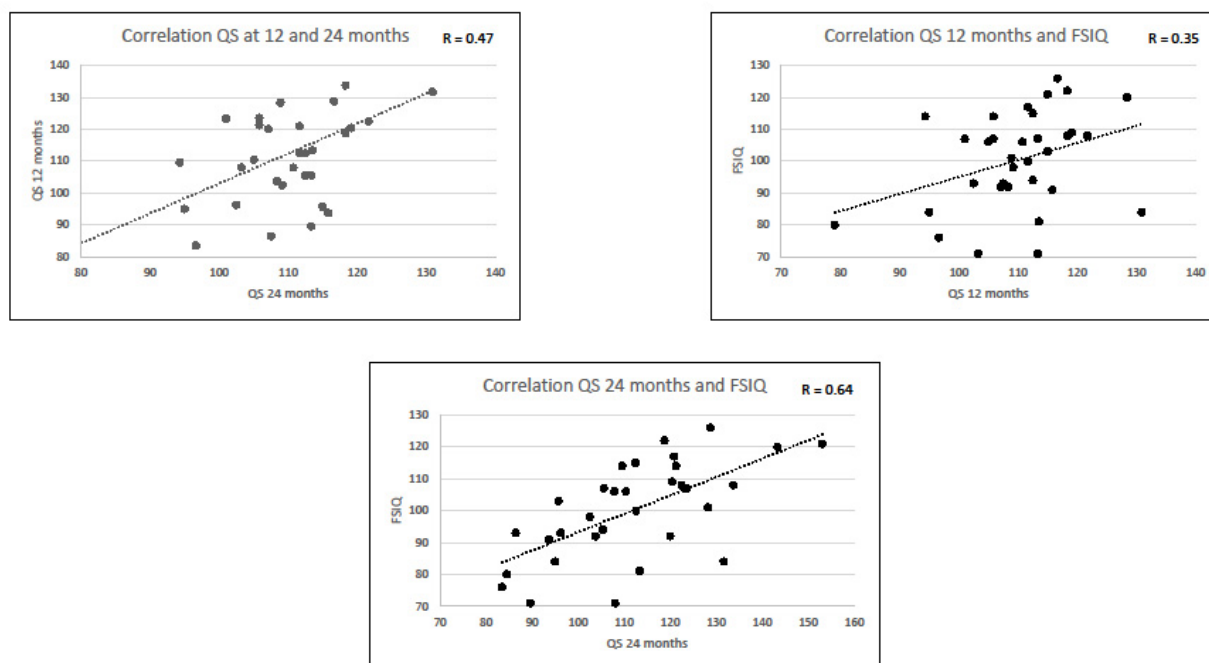 Correlation QS at 12 and 24 months R = 0.47
140
130
120
110
100
90
80
QS 12 months
80 90 100 110 120 130 140
QS 24 months
Correlation QS 12 months and FSIQ R = 0.35
130
120
110
100
90
80
70
FSIQ
70 80 90 100 110 120 130 140
QS 12 months
Correlation QS 24 months and FSIQ R = 0.64
130
120
110
100
90
80
70
FSIQ
70 80 90 100 110 120 130 140 150 160
QS 24 months